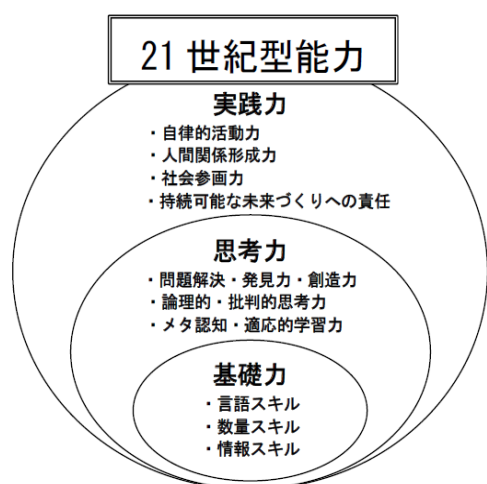 21世紀型能力
実践力
・自律的活動力
・人間関係形成力
・社会参画力
・持続可能な未来づくりへの責任
思考力
・問題解決・発見力・創造力
・論理的・批判的思考力
・メタ認知・適応的学習力
基礎力
・言語スキル
・数量スキル
・情報スキル